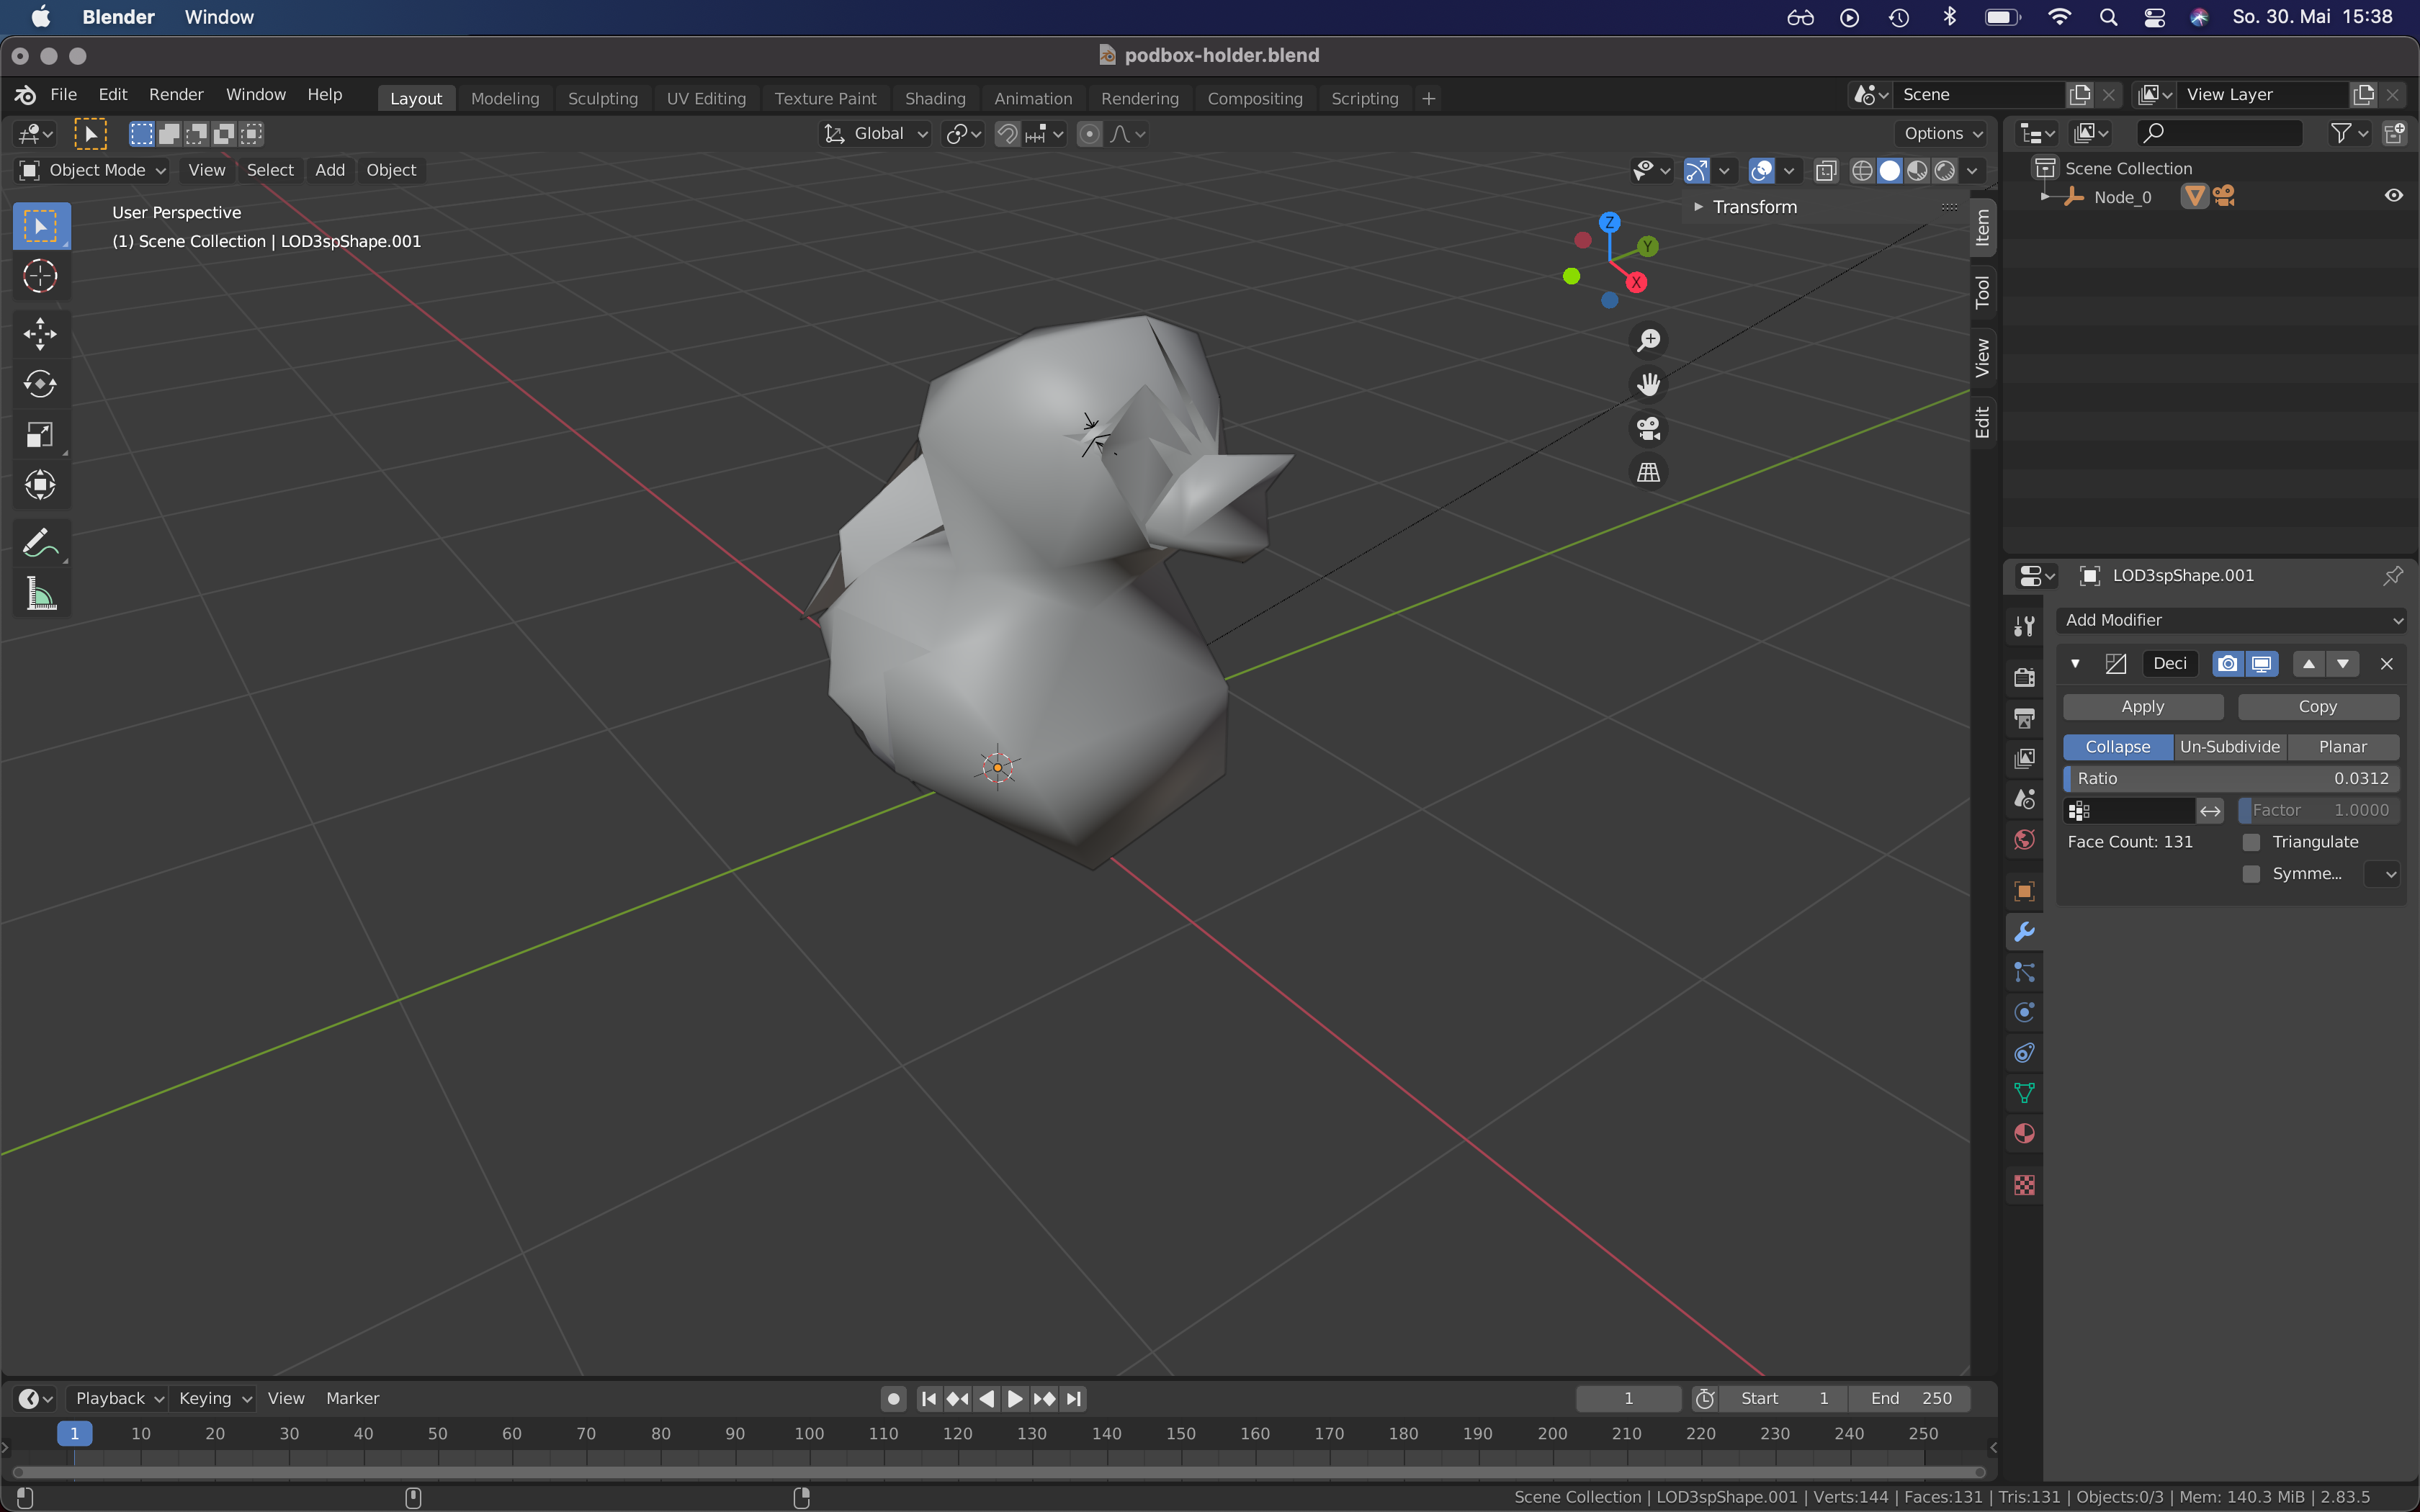 Blender Window So. 30. Mai 15:38
podbox-holder.blend
File Edit Render Window Help Layout Modeling Sculpting UV Editing Texture Paint Shading Animation Rendering Compositing Scripting + Scene View Layer
Global Options
Object Mode View Select Add Object
Scene Collection
Node_0
User Perspective
(1) Scene Collection | LOD3spShape.001
Transform
Z
Y
X
Item
Tool
View
Edit
LOD3spShape.001
Add Modifier
Deci
Apply Copy
Collapse Un-Subdivide Planar
Ratio 0.0312
Factor 1.0000
Face Count: 131 Triangulate
Symme...
Playback Keying View Marker 1 Start 1 End 250
1 10 20 30 40 50 60 70 80 90 100 110 120 130 140 150 160 170 180 190 200 210 220 230 240 250
Scene Collection | LOD3spShape.001 | Verts:144 | Faces:131 | Tris:131 | Objects:0/3 | Mem: 140.3 MiB | 2.83.5